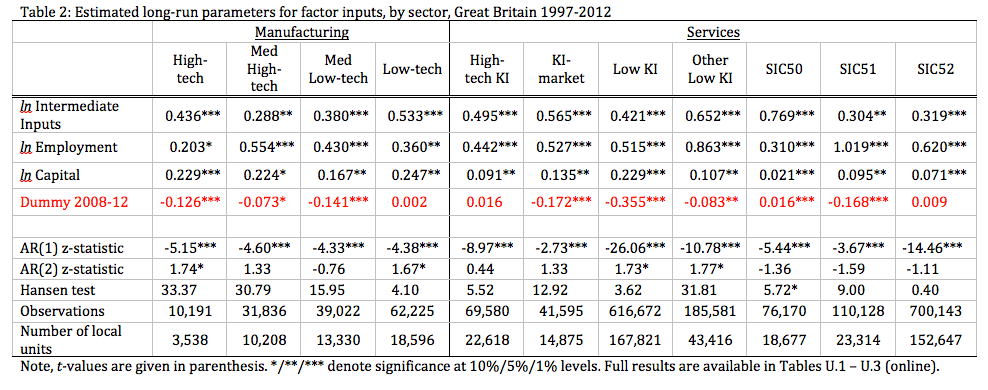 Table 2: Estimated long-run parameters for factor inputs, by sector, Great Britain 1997-2012
Manufacturing Services
High-tech Med High-tech Med Low-tech Low-tech High-tech KI KI-market Low KI Other Low KI SIC50 SIC51 SIC52
ln Intermediate Inputs 0.436*** 0.288** 0.380*** 0.533*** 0.495*** 0.565*** 0.421*** 0.652*** 0.769*** 0.304** 0.319***
ln Employment 0.203* 0.554*** 0.430*** 0.360** 0.442*** 0.527*** 0.515*** 0.863*** 0.310*** 1.019*** 0.620***
ln Capital 0.229*** 0.224* 0.167** 0.247** 0.091** 0.135** 0.229*** 0.107** 0.021*** 0.095** 0.071***
Dummy 2008-12 -0.126*** -0.073* -0.141*** 0.002 0.016 -0.172*** -0.355*** -0.083** 0.016*** -0.168*** 0.009
AR(1) z-statistic -5.15*** -4.60*** -4.33*** -4.38*** -8.97*** -2.73*** -26.06*** -10.78*** -5.44*** -3.67*** -14.46***
AR(2) z-statistic 1.74* 1.33 -0.76 1.67* 0.44 1.33 1.73* 1.77* -1.36 -1.59 -1.11
Hansen test 33.37 30.79 15.95 4.10 5.52 12.92 3.62 31.81 5.72* 9.00 0.40
Observations 10,191 31,836 39,022 62,225 69,580 41,595 616,672 185,581 76,170 110,128 700,143
Number of local units 3,538 10,208 13,330 18,596 22,618 14,875 167,821 43,416 18,677 23,314 152,647
Note, t-values are given in parenthesis. */**/*** denote significance at 10%/5%/1% levels. Full results are available in Tables U.1 – U.3 (online).